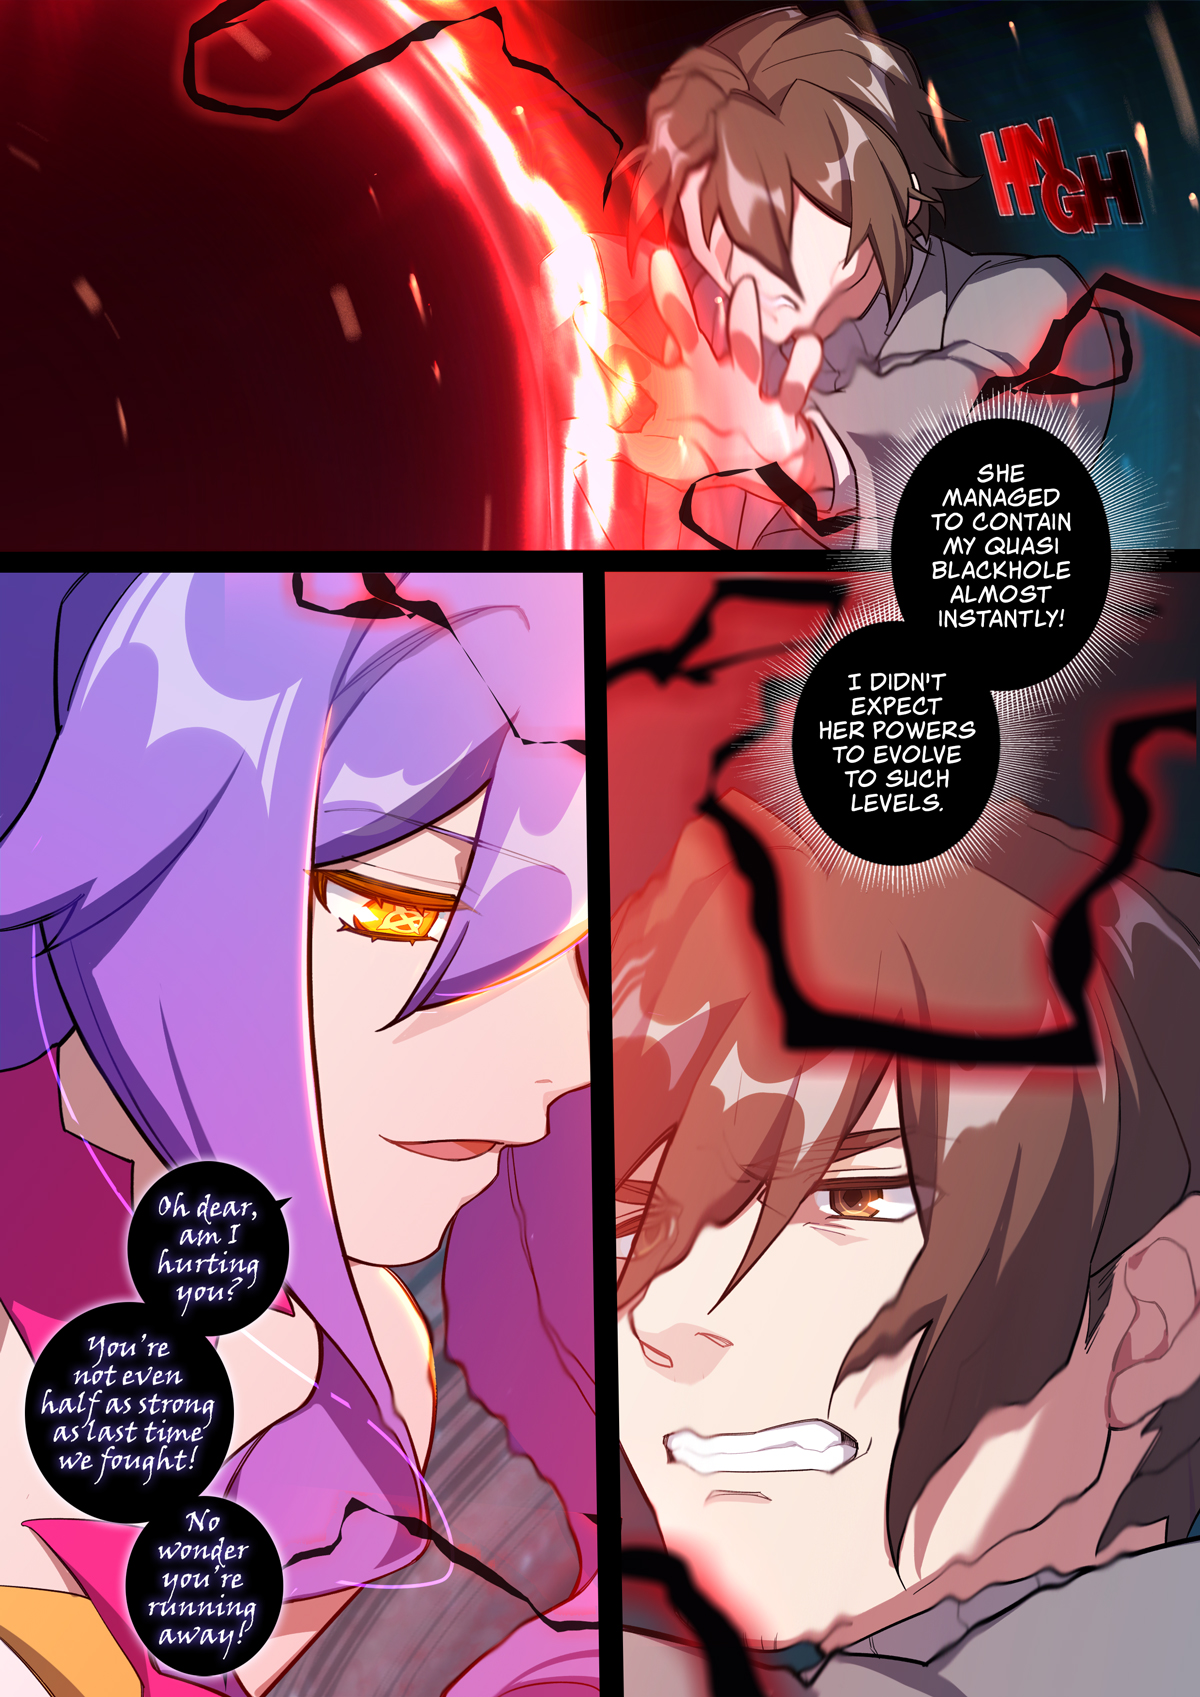 HNGH
SHE
MANAGED
TO CONTAIN
MY QUASI
BLACKHOLE
ALMOST
INSTANTLY!
I DIDN'T
EXPECT
HER POWERS
TO EVOLVE
TO SUCH
LEVELS.
Oh dear,
am I
hurting
you?
You're
not even
half as strong
as last time
we fought!
No
wonder
you're
running
away!